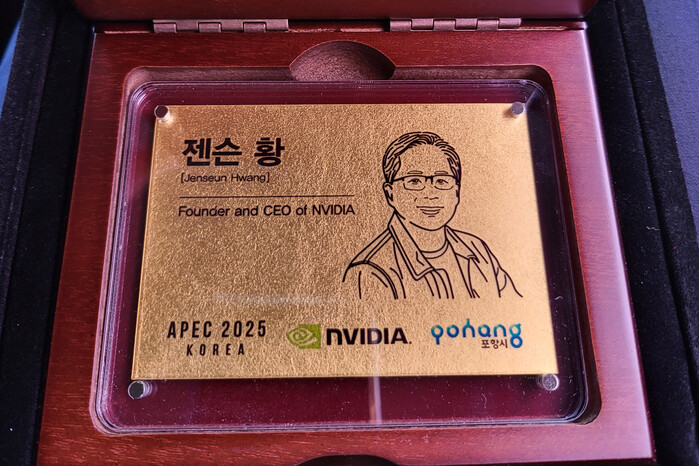 젠슨 황
[Jenseun Hwang]
Founder and CEO of NVIDIA
APEC 2025
KOREA
NVIDIA.
pohang
포항시